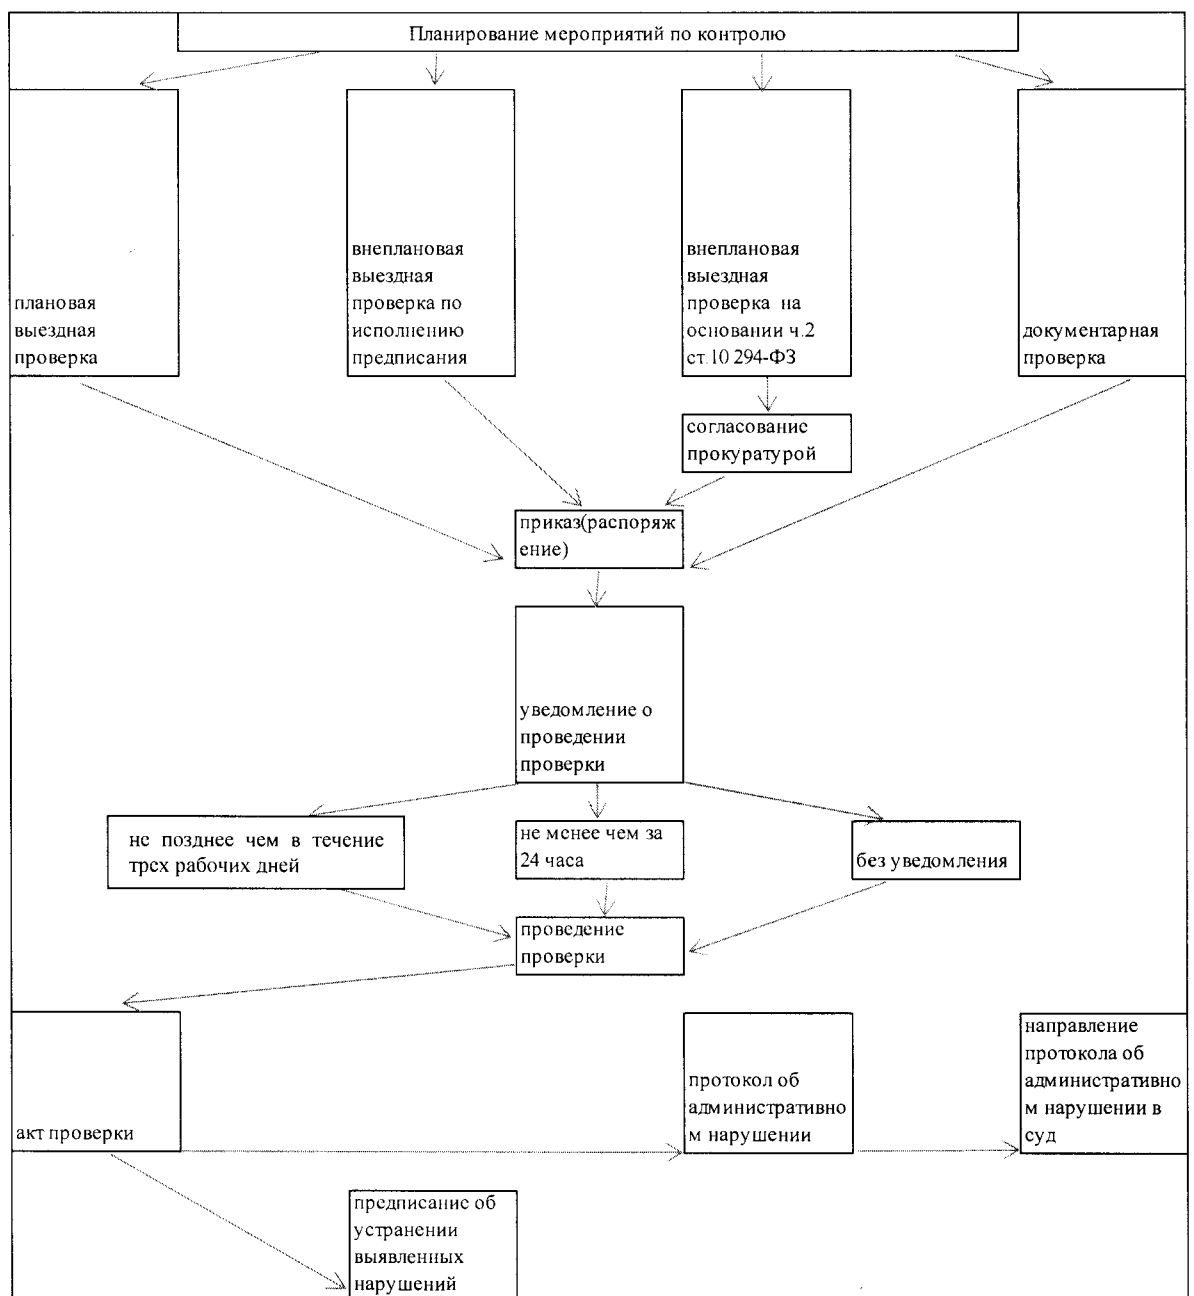 Планирование мероприятий по контролю
плановая
выездная
проверка
внеплановая
выездная
проверка по
исполнению
предписания
внеплановая
выездная
проверка на
основании ч.2
ст.10 294-ФЗ
документарная
проверка
согласование
прокуратурой
приказ(распоряж
ение)
уведомление о
проведении
проверки
не позднее чем в течение
трех рабочих дней
не менее чем за
24 часа
без уведомления
проведение
проверки
акт проверки
протокол об
административно
м нарушении
направление
протокола об
административно
м нарушении в
суд
предписание об
устранении
выявленных
нарушений